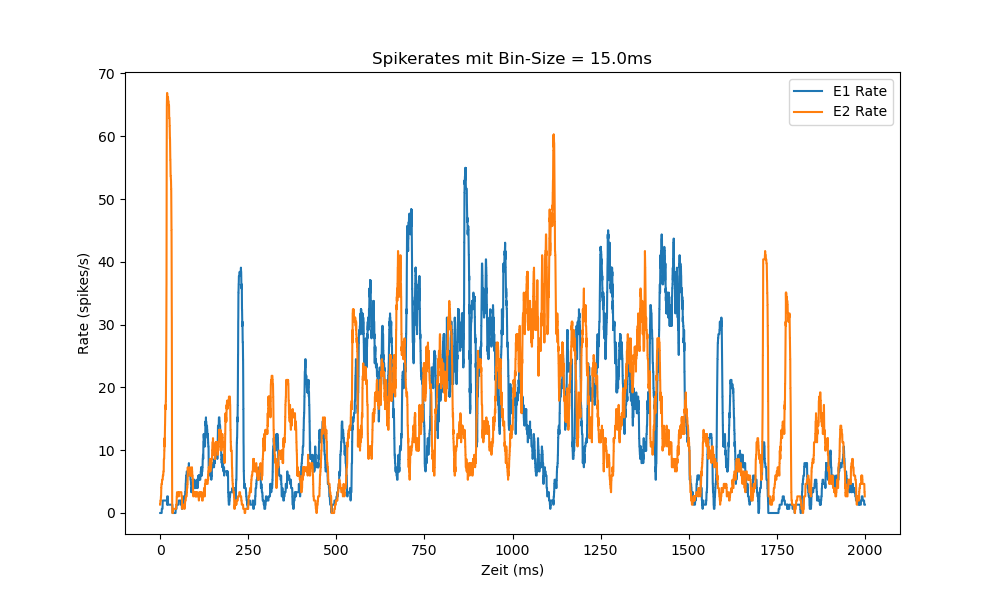 Spikerates mit Bin-Size = 15.0ms
E1 Rate
E2 Rate
Rate (spikes/s)
70
60
50
40
30
20
10
0
0 250 500 750 1000 1250 1500 1750 2000
Zeit (ms)